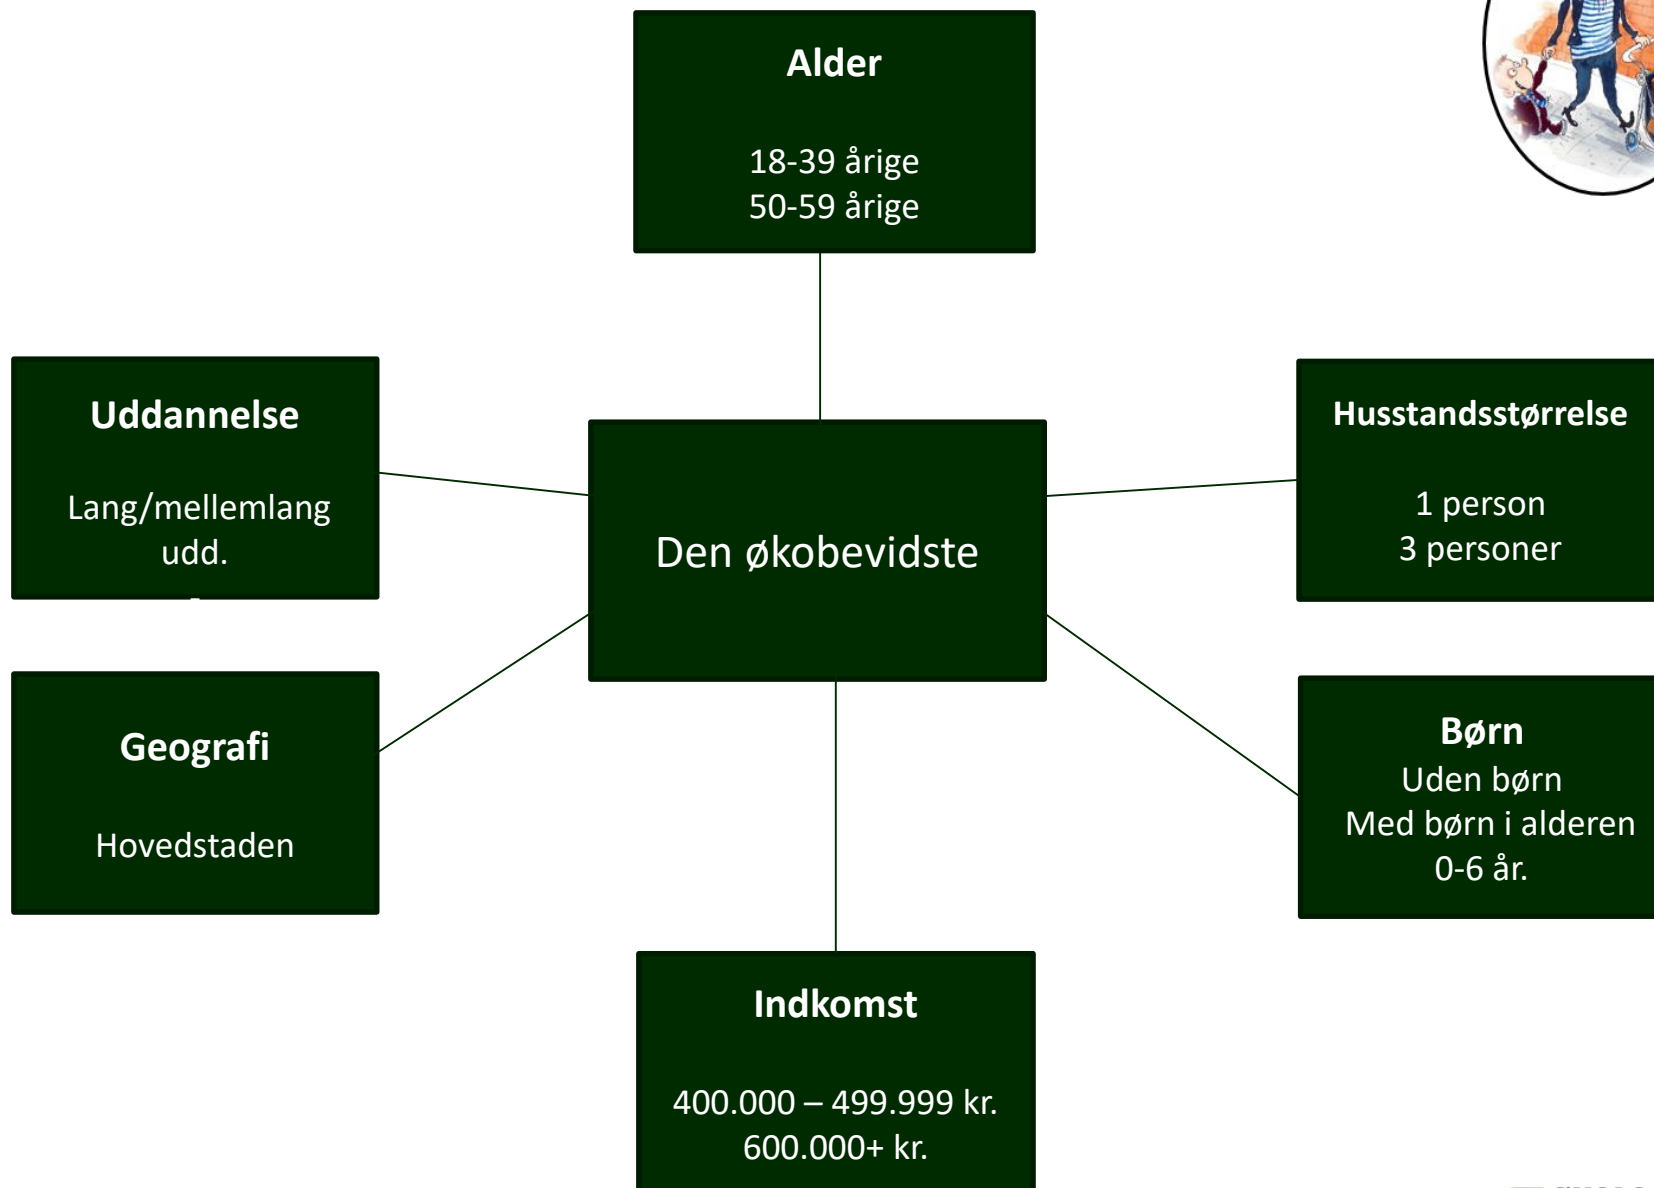 Alder
18-39 årige
50-59 årige
Uddannelse
Lang/mellemlang
udd.
Husstandsstørrelse
1 person
3 personer
Den økobevidste
Geografi
Hovedstaden
Børn
Uden børn
Med børn i alderen
0-6 år.
Indkomst
400.000 – 499.999 kr.
600.000+ kr.